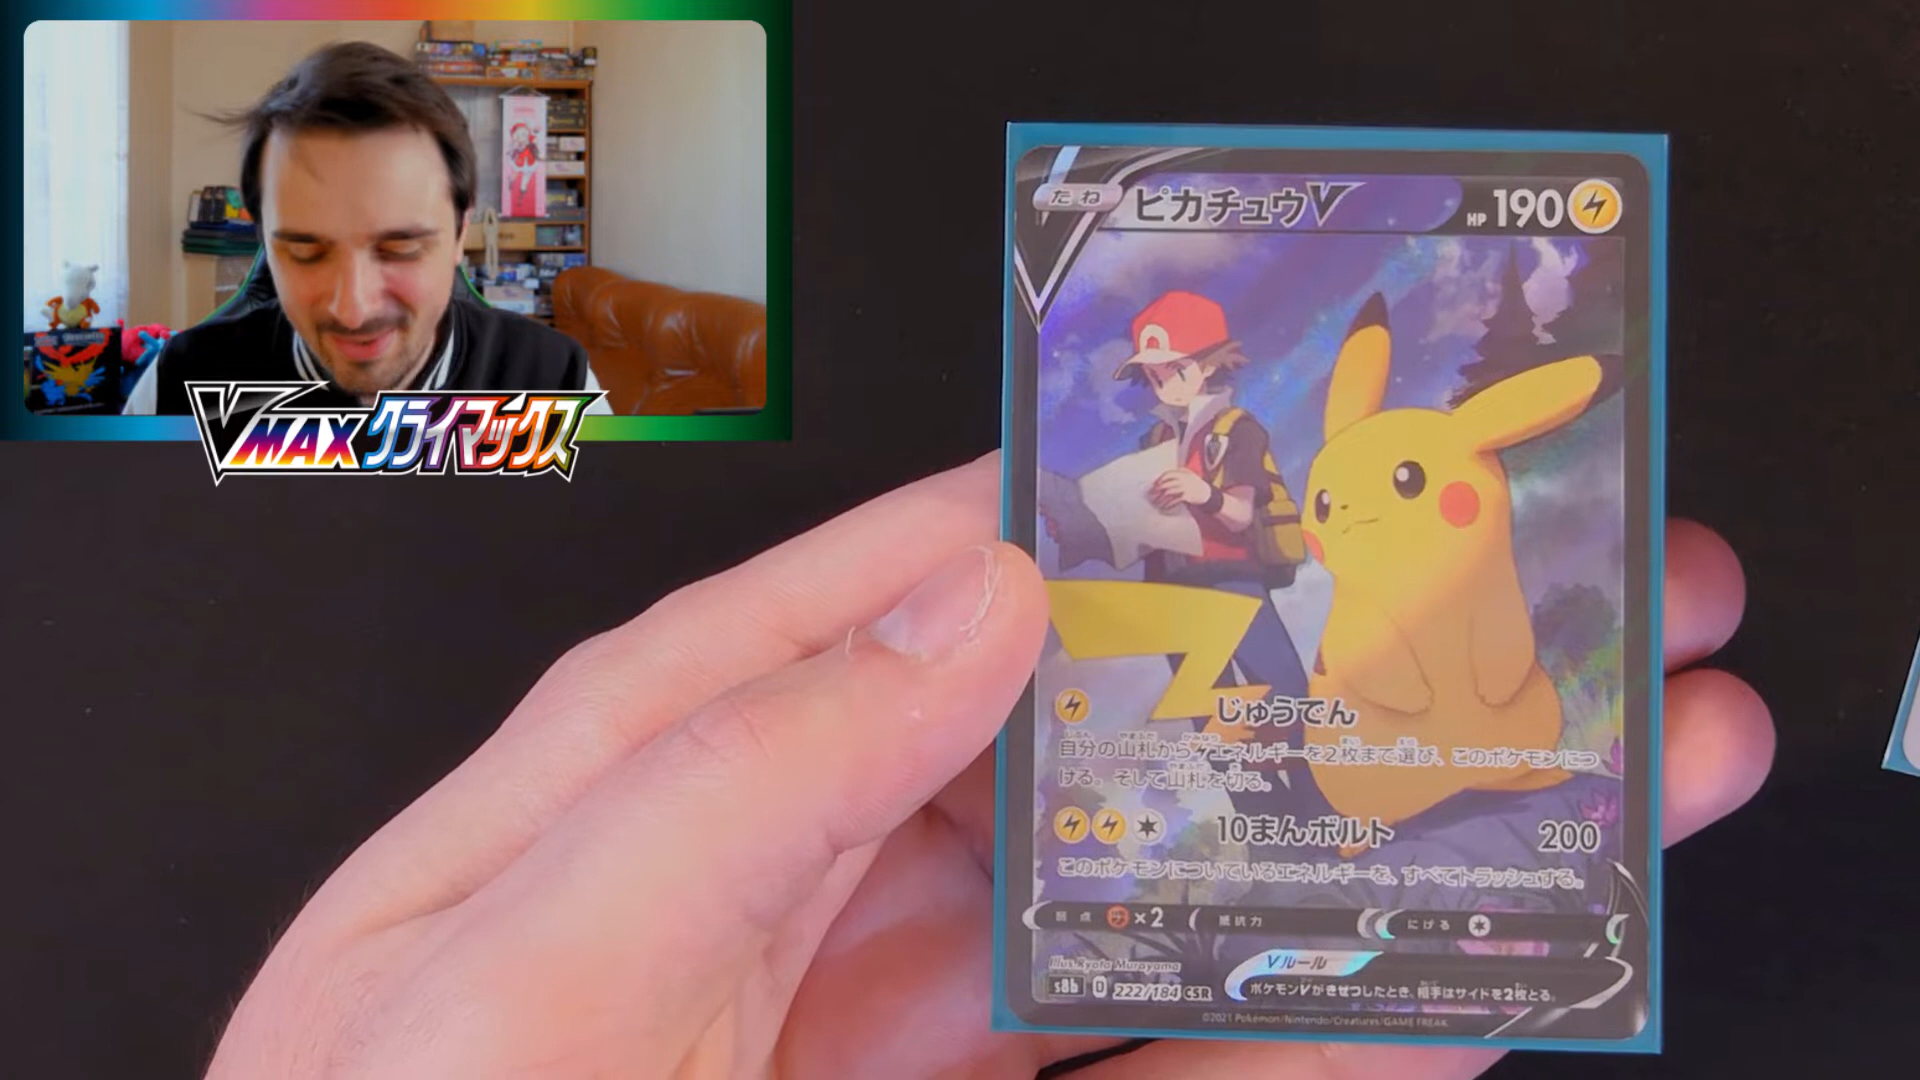 VMAXクライマックス
たね ピカチュウV HP 190
じゅうでん
自分の山札からエネルギーを2枚まで選び、このポケモンにつ
ける。そして山札を切る。
10まんボルト 200
このポケモンについているエネルギーを、すべてトラッシュする。
弱点 ×2 抵抗力 にげる
Illus. Ryota Murayama
Vルール
s8b D 222/184 CSR
ポケモンVがきぜつしたとき、相手はサイドを2枚とる。
©2021 Pokémon/Nintendo/Creatures/GAME FREAK.